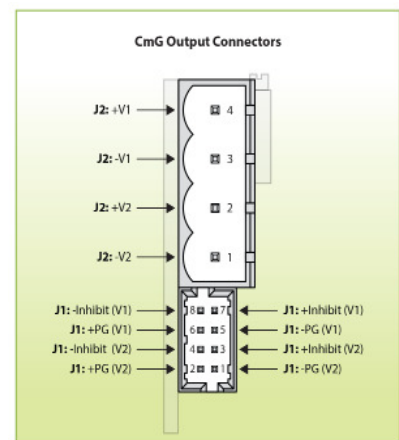 CmG Output Connectors
J2: +V1 4
J2: -V1 3
J2: +V2 2
J2: -V2 1
J1: -Inhibit (V1) 8 7 J1: +Inhibit (V1)
J1: +PG (V1) 6 5 J1: -PG (V1)
J1: -Inhibit (V2) 4 3 J1: +Inhibit (V2)
J1: +PG (V2) 2 1 J1: -PG (V2)